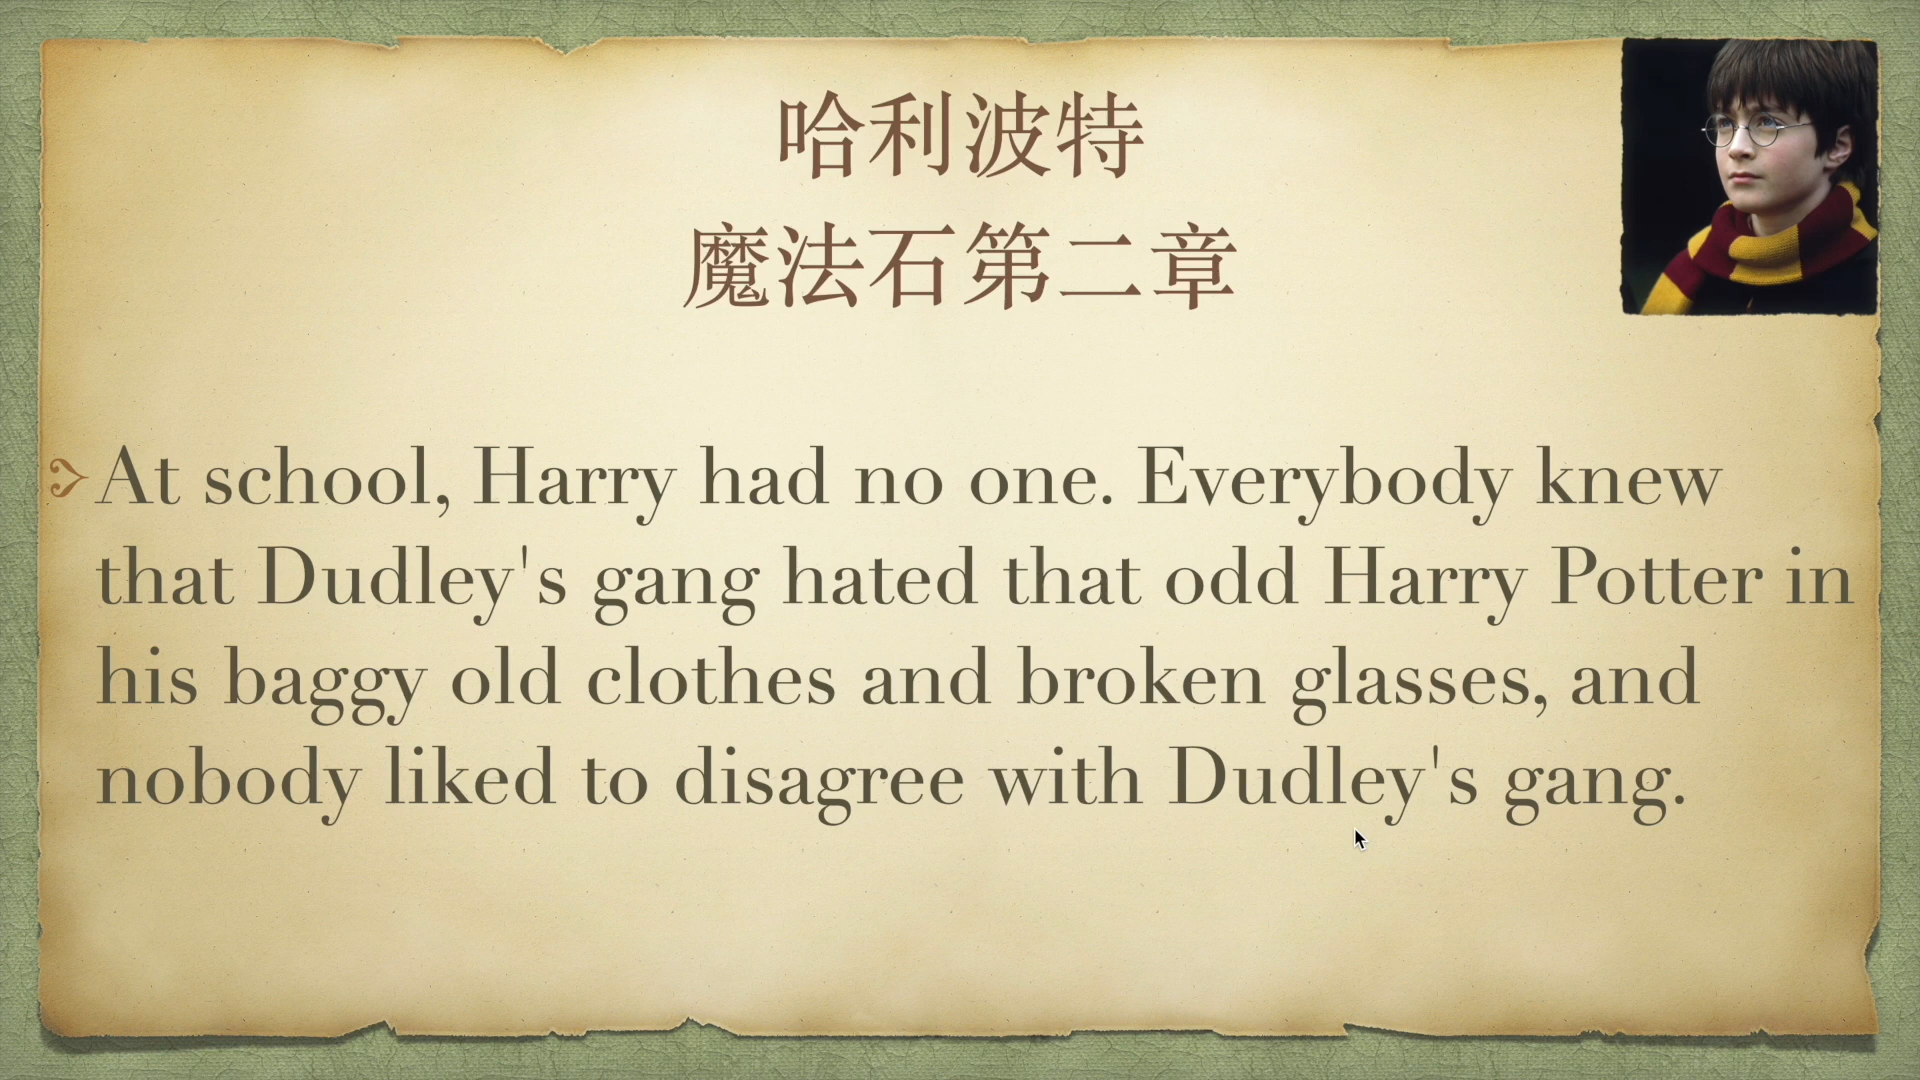 哈利波特
魔法石第二章
At school, Harry had no one. Everybody knew
that Dudley's gang hated that odd Harry Potter in
his baggy old clothes and broken glasses, and
nobody liked to disagree with Dudley's gang.